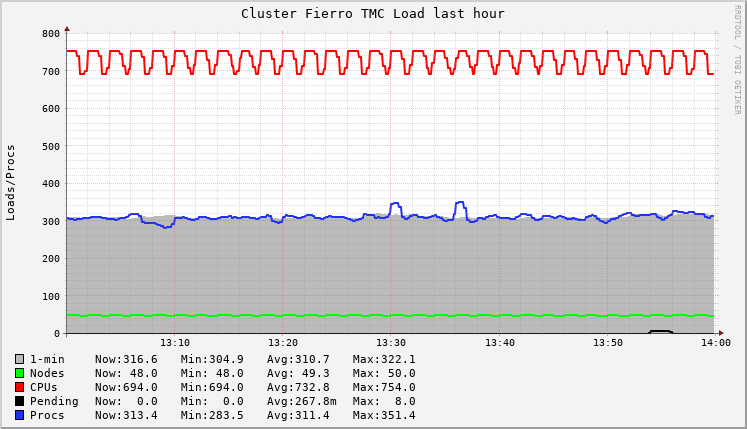 Cluster Fierro TMC Load last hour
RRDTOOL / TOBI OETIKER
Loads/Procs
800
700
600
500
400
300
200
100
0
13:10 13:20 13:30 13:40 13:50 14:00
1-min Now:316.6 Min:304.9 Avg:310.7 Max:322.1
Nodes Now: 48.0 Min: 48.0 Avg: 49.3 Max: 50.0
CPUs Now:694.0 Min:694.0 Avg:732.8 Max:754.0
Pending Now: 0.0 Min: 0.0 Avg:267.8m Max: 8.0
Procs Now:313.4 Min:283.5 Avg:311.4 Max:351.4